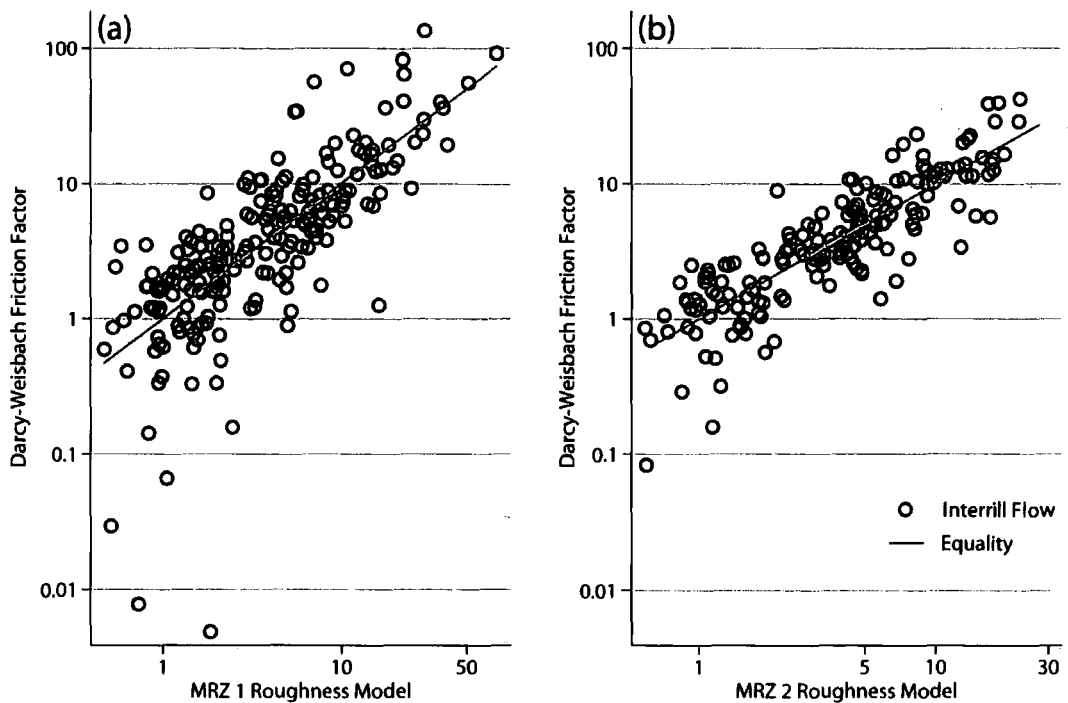 (a)
100
10
1
0.1
0.01
Darcy-Weisbach Friction Factor
1
10
50
MRZ 1 Roughness Model
(b)
100
10
1
0.1
0.01
Darcy-Weisbach Friction Factor
Interrill Flow
Equality
1
5
10
30
MRZ 2 Roughness Model